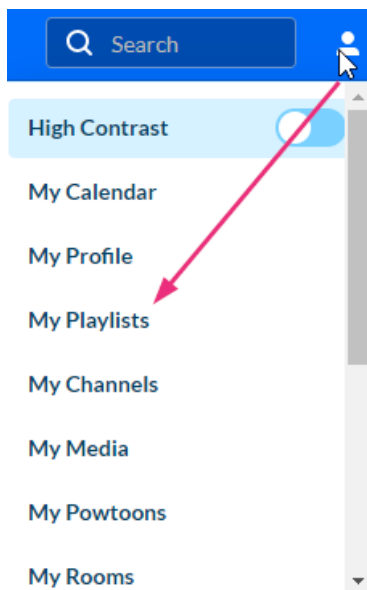 Search
High Contrast
My Calendar
My Profile
My Playlists
My Channels
My Media
My Powtoons
My Rooms